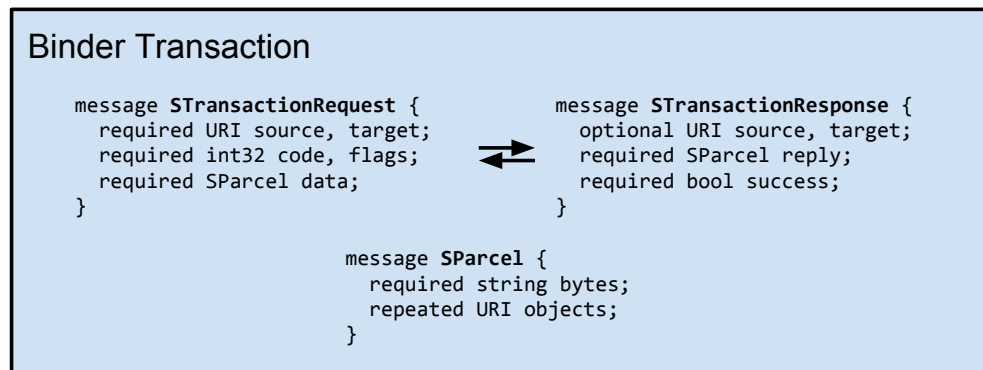 Binder Transaction
message STransactionRequest {
  required URI source, target;
  required int32 code, flags;
  required SParcel data;
}
message STransactionResponse {
  optional URI source, target;
  required SParcel reply;
  required bool success;
}
message SParcel {
  required string bytes;
  repeated URI objects;
}